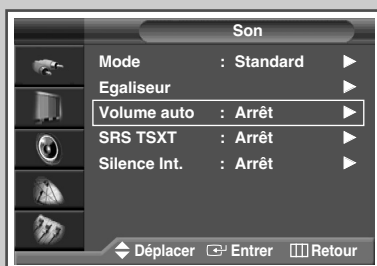 Son
Mode : Standard
Egaliseur
Volume auto : Arrêt
SRS TSXT : Arrêt
Silence Int. : Arrêt
Déplacer Entrer Retour